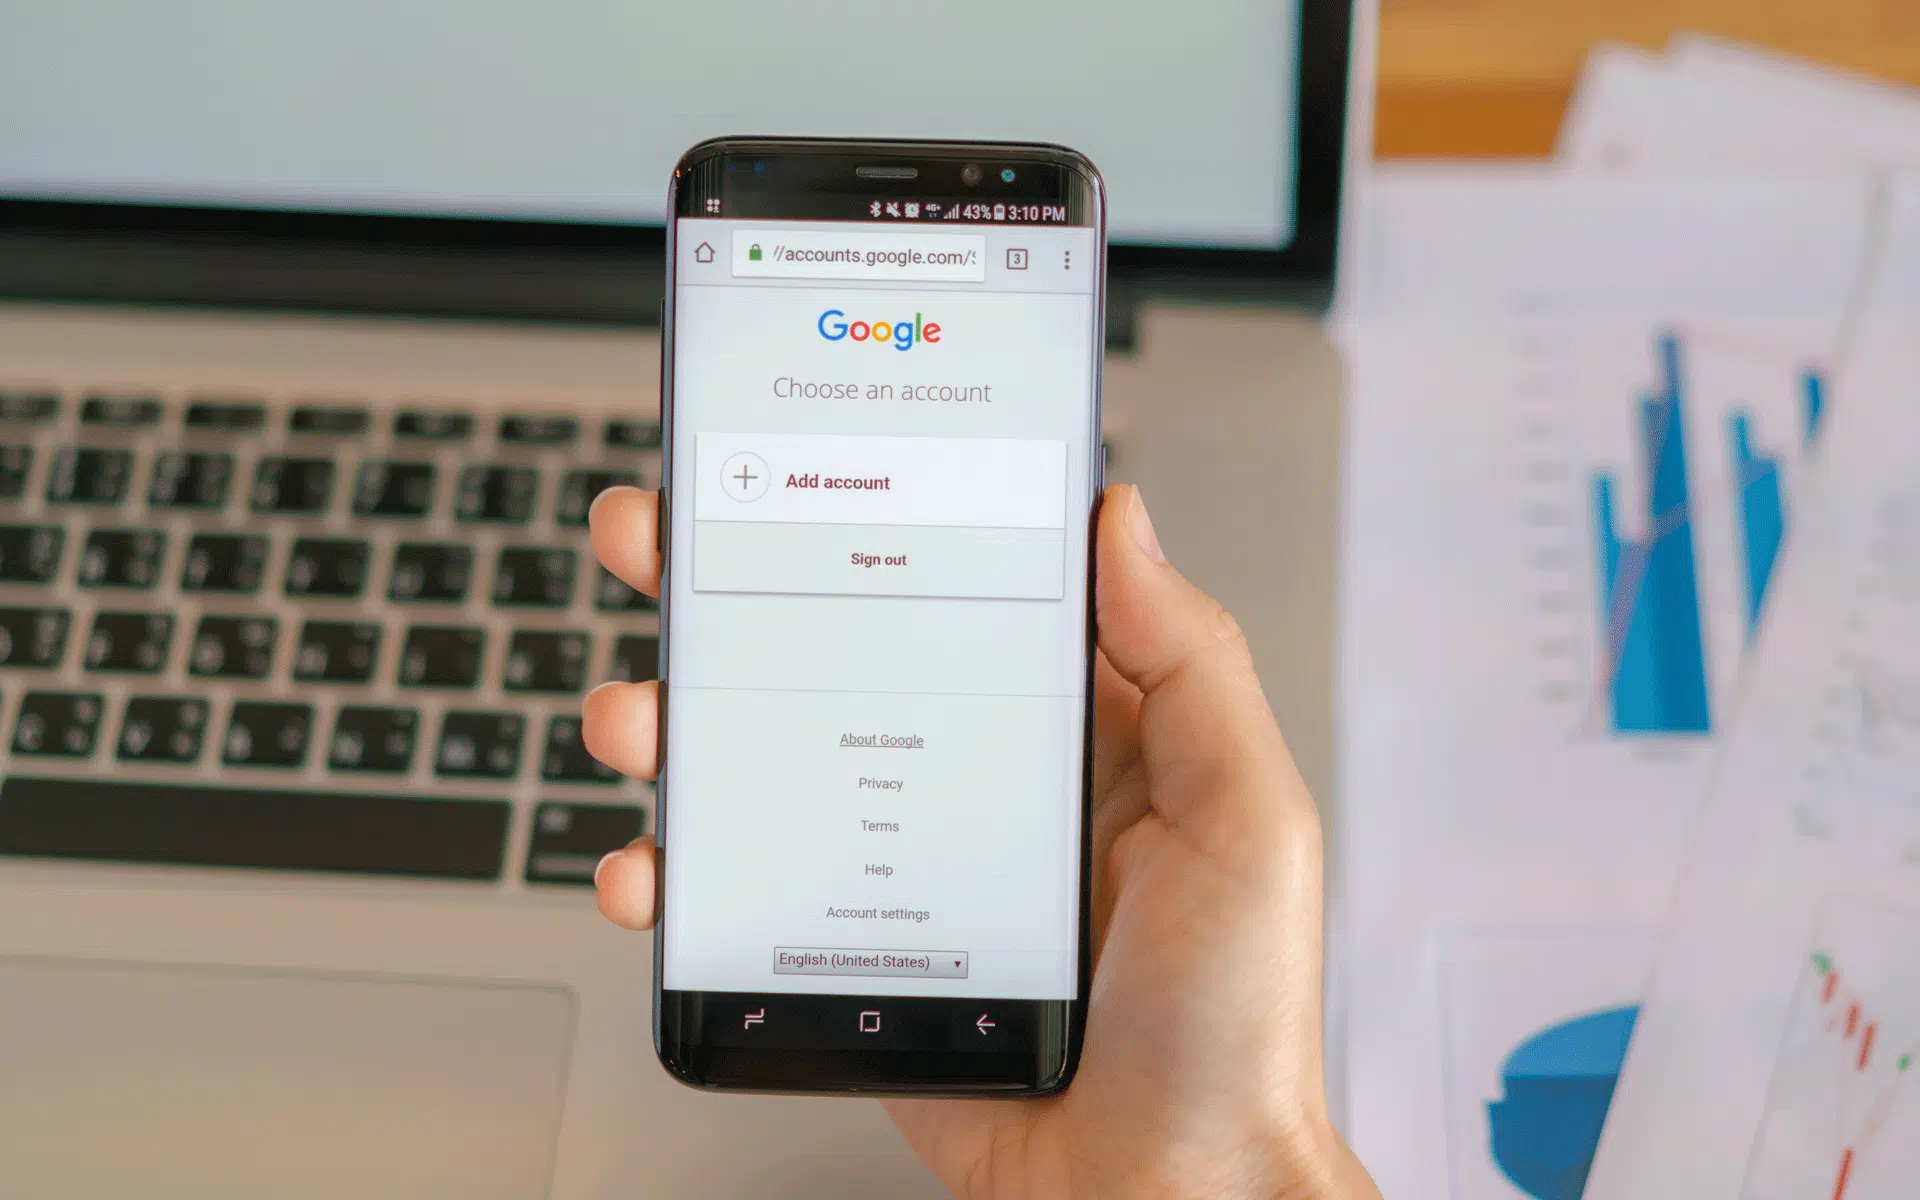 4G+ 43% 3:10 PM
//accounts.google.com/S
3
Google
Choose an account
Add account
Sign out
About Google
Privacy
Terms
Help
Account settings
English (United States)